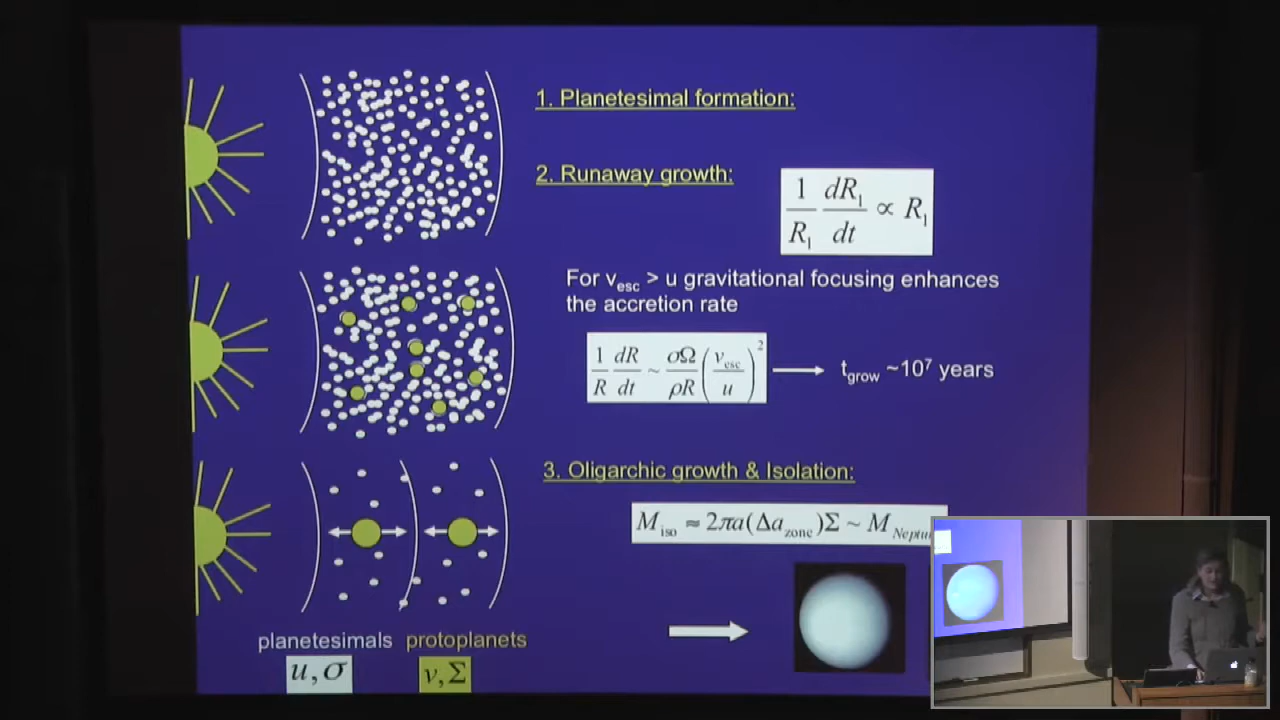 1. Planetesimal formation:
2. Runaway growth:
1/R₁ dR₁/dt ∝ R₁
For v_esc > u gravitational focusing enhances
the accretion rate
1/R dR/dt ~ σΩ/ρR (v_esc/u)²
t_grow ~10⁷ years
3. Oligarchic growth & Isolation:
M_iso ≈ 2πa(Δa_zone)Σ ~ M
planetesimals protoplanets
u, σ v, Σ